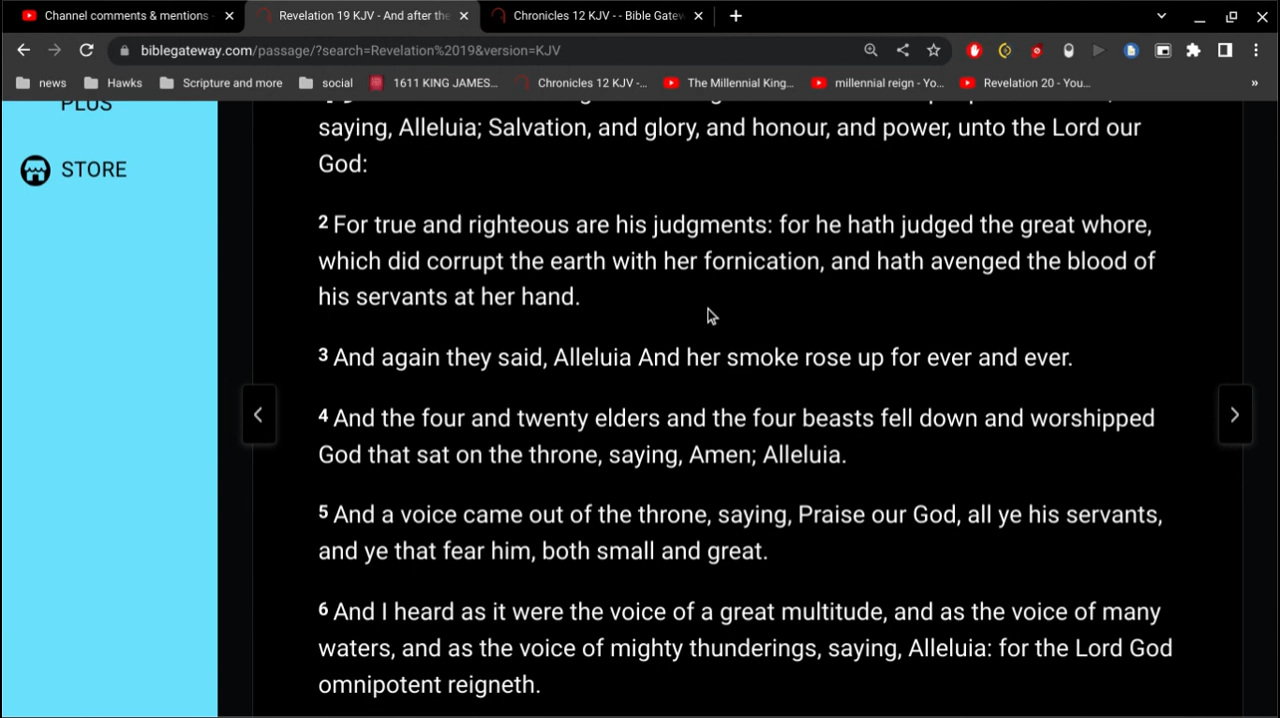 Channel comments & mentions
Revelation 19 KJV - And after the
Chronicles 12 KJV - - Bible Gatew
biblegateway.com/passage/?search=Revelation%2019&version=KJV
news
Hawks
Scripture and more
social
1611 KING JAMES...
Chronicles 12 KJV -...
The Millennial King...
millennial reign - Yo...
Revelation 20 - You...
»
PLUS
STORE
saying, Alleluia; Salvation, and glory, and honour, and power, unto the Lord our
God:
2 For true and righteous are his judgments: for he hath judged the great whore,
which did corrupt the earth with her fornication, and hath avenged the blood of
his servants at her hand.
3 And again they said, Alleluia And her smoke rose up for ever and ever.
4 And the four and twenty elders and the four beasts fell down and worshipped
God that sat on the throne, saying, Amen; Alleluia.
5 And a voice came out of the throne, saying, Praise our God, all ye his servants,
and ye that fear him, both small and great.
6 And I heard as it were the voice of a great multitude, and as the voice of many
waters, and as the voice of mighty thunderings, saying, Alleluia: for the Lord God
omnipotent reigneth.